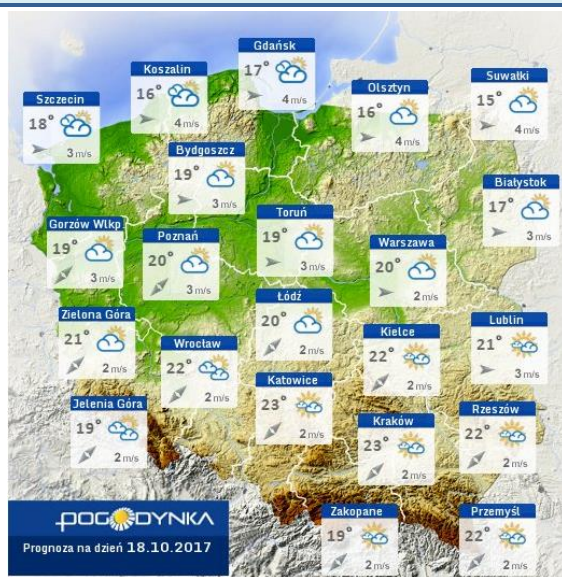 Gdańsk
17°
4 m/s
Koszalin
16°
4 m/s
Suwałki
15°
4 m/s
Olsztyn
16°
4 m/s
Szczecin
18°
3 m/s
Bydgoszcz
19°
3 m/s
Białystok
17°
3 m/s
Toruń
19°
3 m/s
Gorzów Wlkp
19°
3 m/s
Poznań
20°
3 m/s
Warszawa
20°
2 m/s
Łódź
20°
2 m/s
Zielona Góra
21°
2 m/s
Lublin
21°
3 m/s
Kielce
22°
2 m/s
Wrocław
22°
2 m/s
Katowice
23°
2 m/s
Jelenia Góra
19°
2 m/s
Rzeszów
22°
2 m/s
Kraków
23°
2 m/s
Zakopane
19°
2 m/s
Przemyśl
22°
2 m/s
POGODYNKA
Prognoza na dzień 18.10.2017